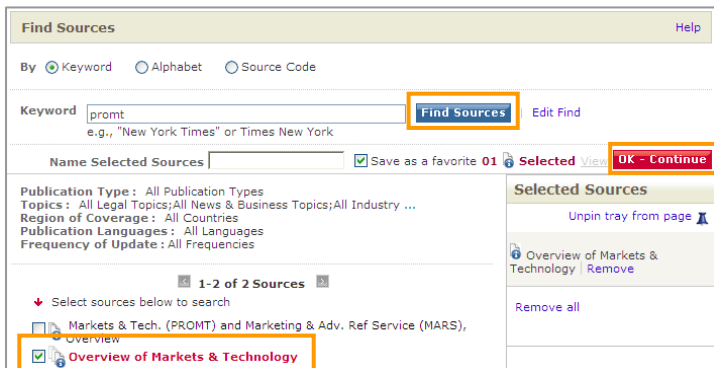 Find Sources
Help
By Keyword Alphabet Source Code
Keyword promt Find Sources | Edit Find
e.g., "New York Times" or Times New York
Name Selected Sources Save as a favorite 01 Selected View OK - Continue
Publication Type : All Publication Types
Topics : All Legal Topics;All News & Business Topics;All Industry ...
Region of Coverage : All Countries
Publication Languages : All Languages
Frequency of Update : All Frequencies
1-2 of 2 Sources
Select sources below to search
Markets & Tech. (PROMT) and Marketing & Adv. Ref Service (MARS),
Overview
Overview of Markets & Technology
Selected Sources
Unpin tray from page
Overview of Markets &
Technology | Remove
Remove all